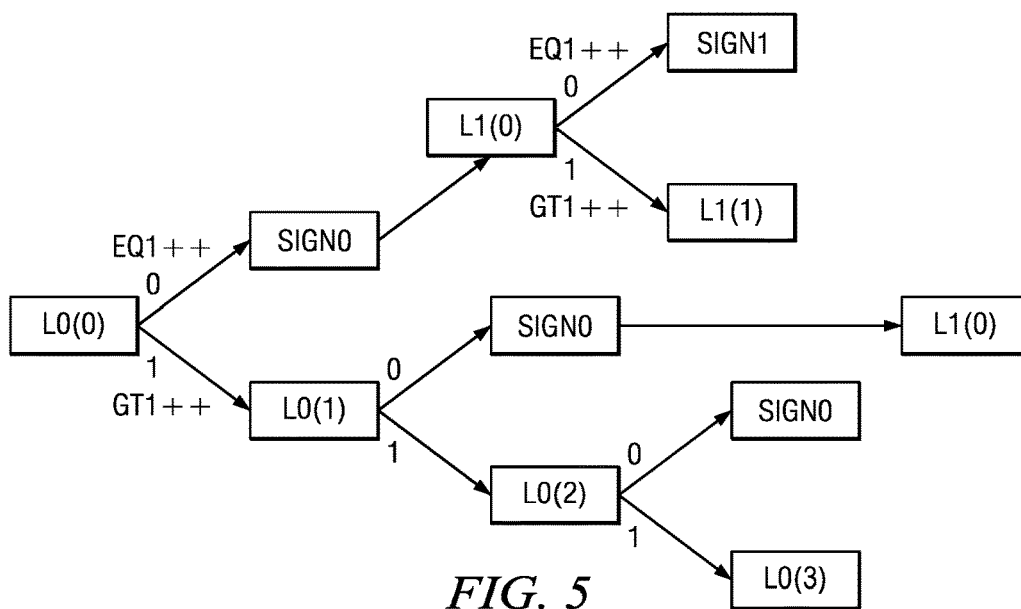 EQ1++
SIGN1
0
L1(0)
1
GT1++
L1(1)
EQ1++
SIGN0
0
L0(0)
SIGN0
L1(0)
1
GT1++
L0(1)
0
1
SIGN0
0
L0(2)
1
L0(3)
FIG. 5